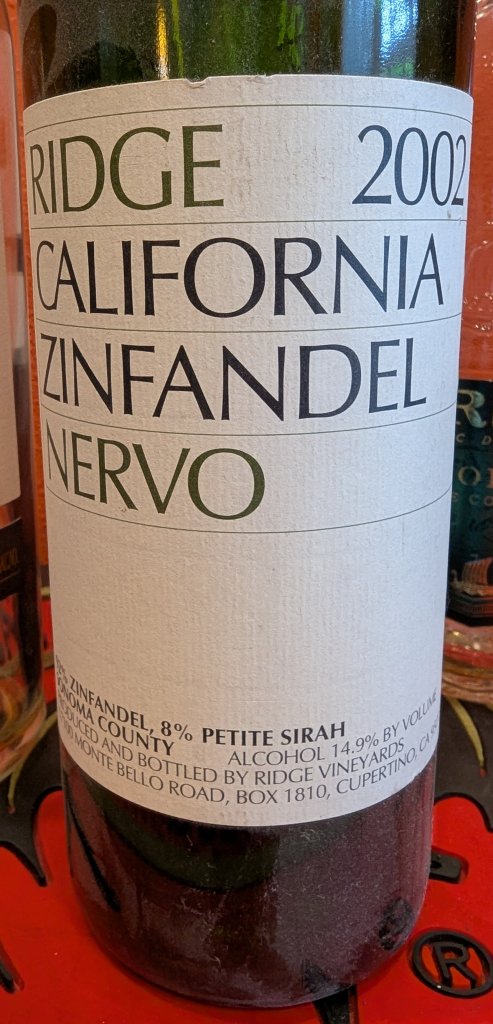 RIDGE 2002
CALIFORNIA
ZINFANDEL
NERVO
ZINFANDEL, 8% PETITE SIRAH
SONOMA COUNTY ALCOHOL 14.9% BY VOLUME
AND BOTTLED BY RIDGE VINEYARDS
MONTE BELLO ROAD, BOX 1810, CUPERTINO, CA
®